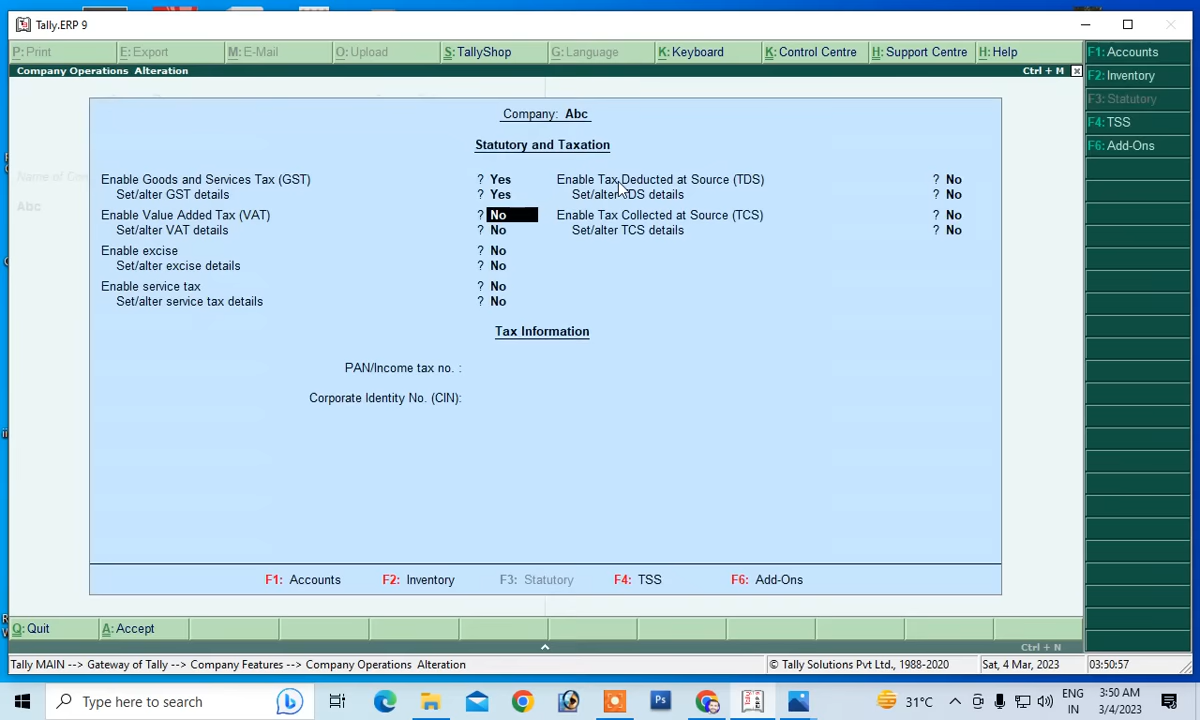 Tally.ERP 9
P: Print E: Export M: E-Mail O: Upload S: TallyShop G: Language K: Keyboard K: Control Centre H: Support Centre H: Help F1: Accounts
Company Operations Alteration Ctrl + M
F2: Inventory
F3: Statutory
F4: TSS
F6: Add-Ons
Company: Abc
Statutory and Taxation
Enable Goods and Services Tax (GST) ? Yes Enable Tax Deducted at Source (TDS) ? No
Set/alter GST details ? Yes Set/alter TDS details ? No
Enable Value Added Tax (VAT) ? No Enable Tax Collected at Source (TCS) ? No
Set/alter VAT details ? No Set/alter TCS details ? No
Enable excise ? No
Set/alter excise details ? No
Enable service tax ? No
Set/alter service tax details ? No
Tax Information
PAN/Income tax no. :
Corporate Identity No. (CIN):
Abc
F1: Accounts F2: Inventory F3: Statutory F4: TSS F6: Add-Ons
Q: Quit A: Accept
Ctrl + N
Tally MAIN --> Gateway of Tally --> Company Features --> Company Operations Alteration © Tally Solutions Pvt Ltd., 1988-2020 Sat, 4 Mar, 2023 03:50:57
Type here to search 31°C ENG 3:50 AM
IN 3/4/2023